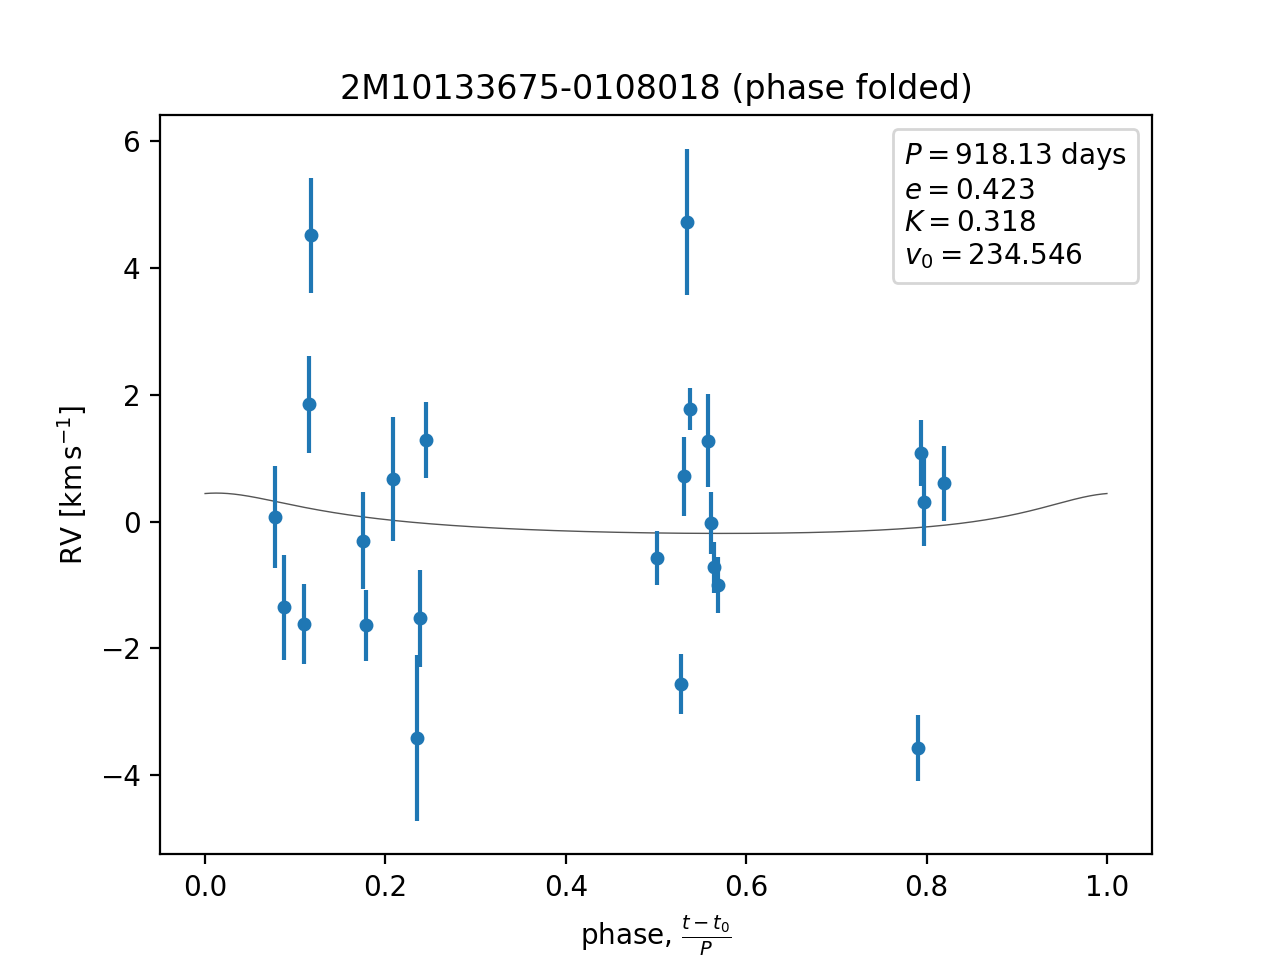 2M10133675-0108018 (phase folded)
P = 918.13 days
e = 0.423
K = 0.318
v₀ = 234.546
6
4
2
0
−2
−4
RV [km s⁻¹]
0.0 0.2 0.4 0.6 0.8 1.0
phase, (t − t₀)/P